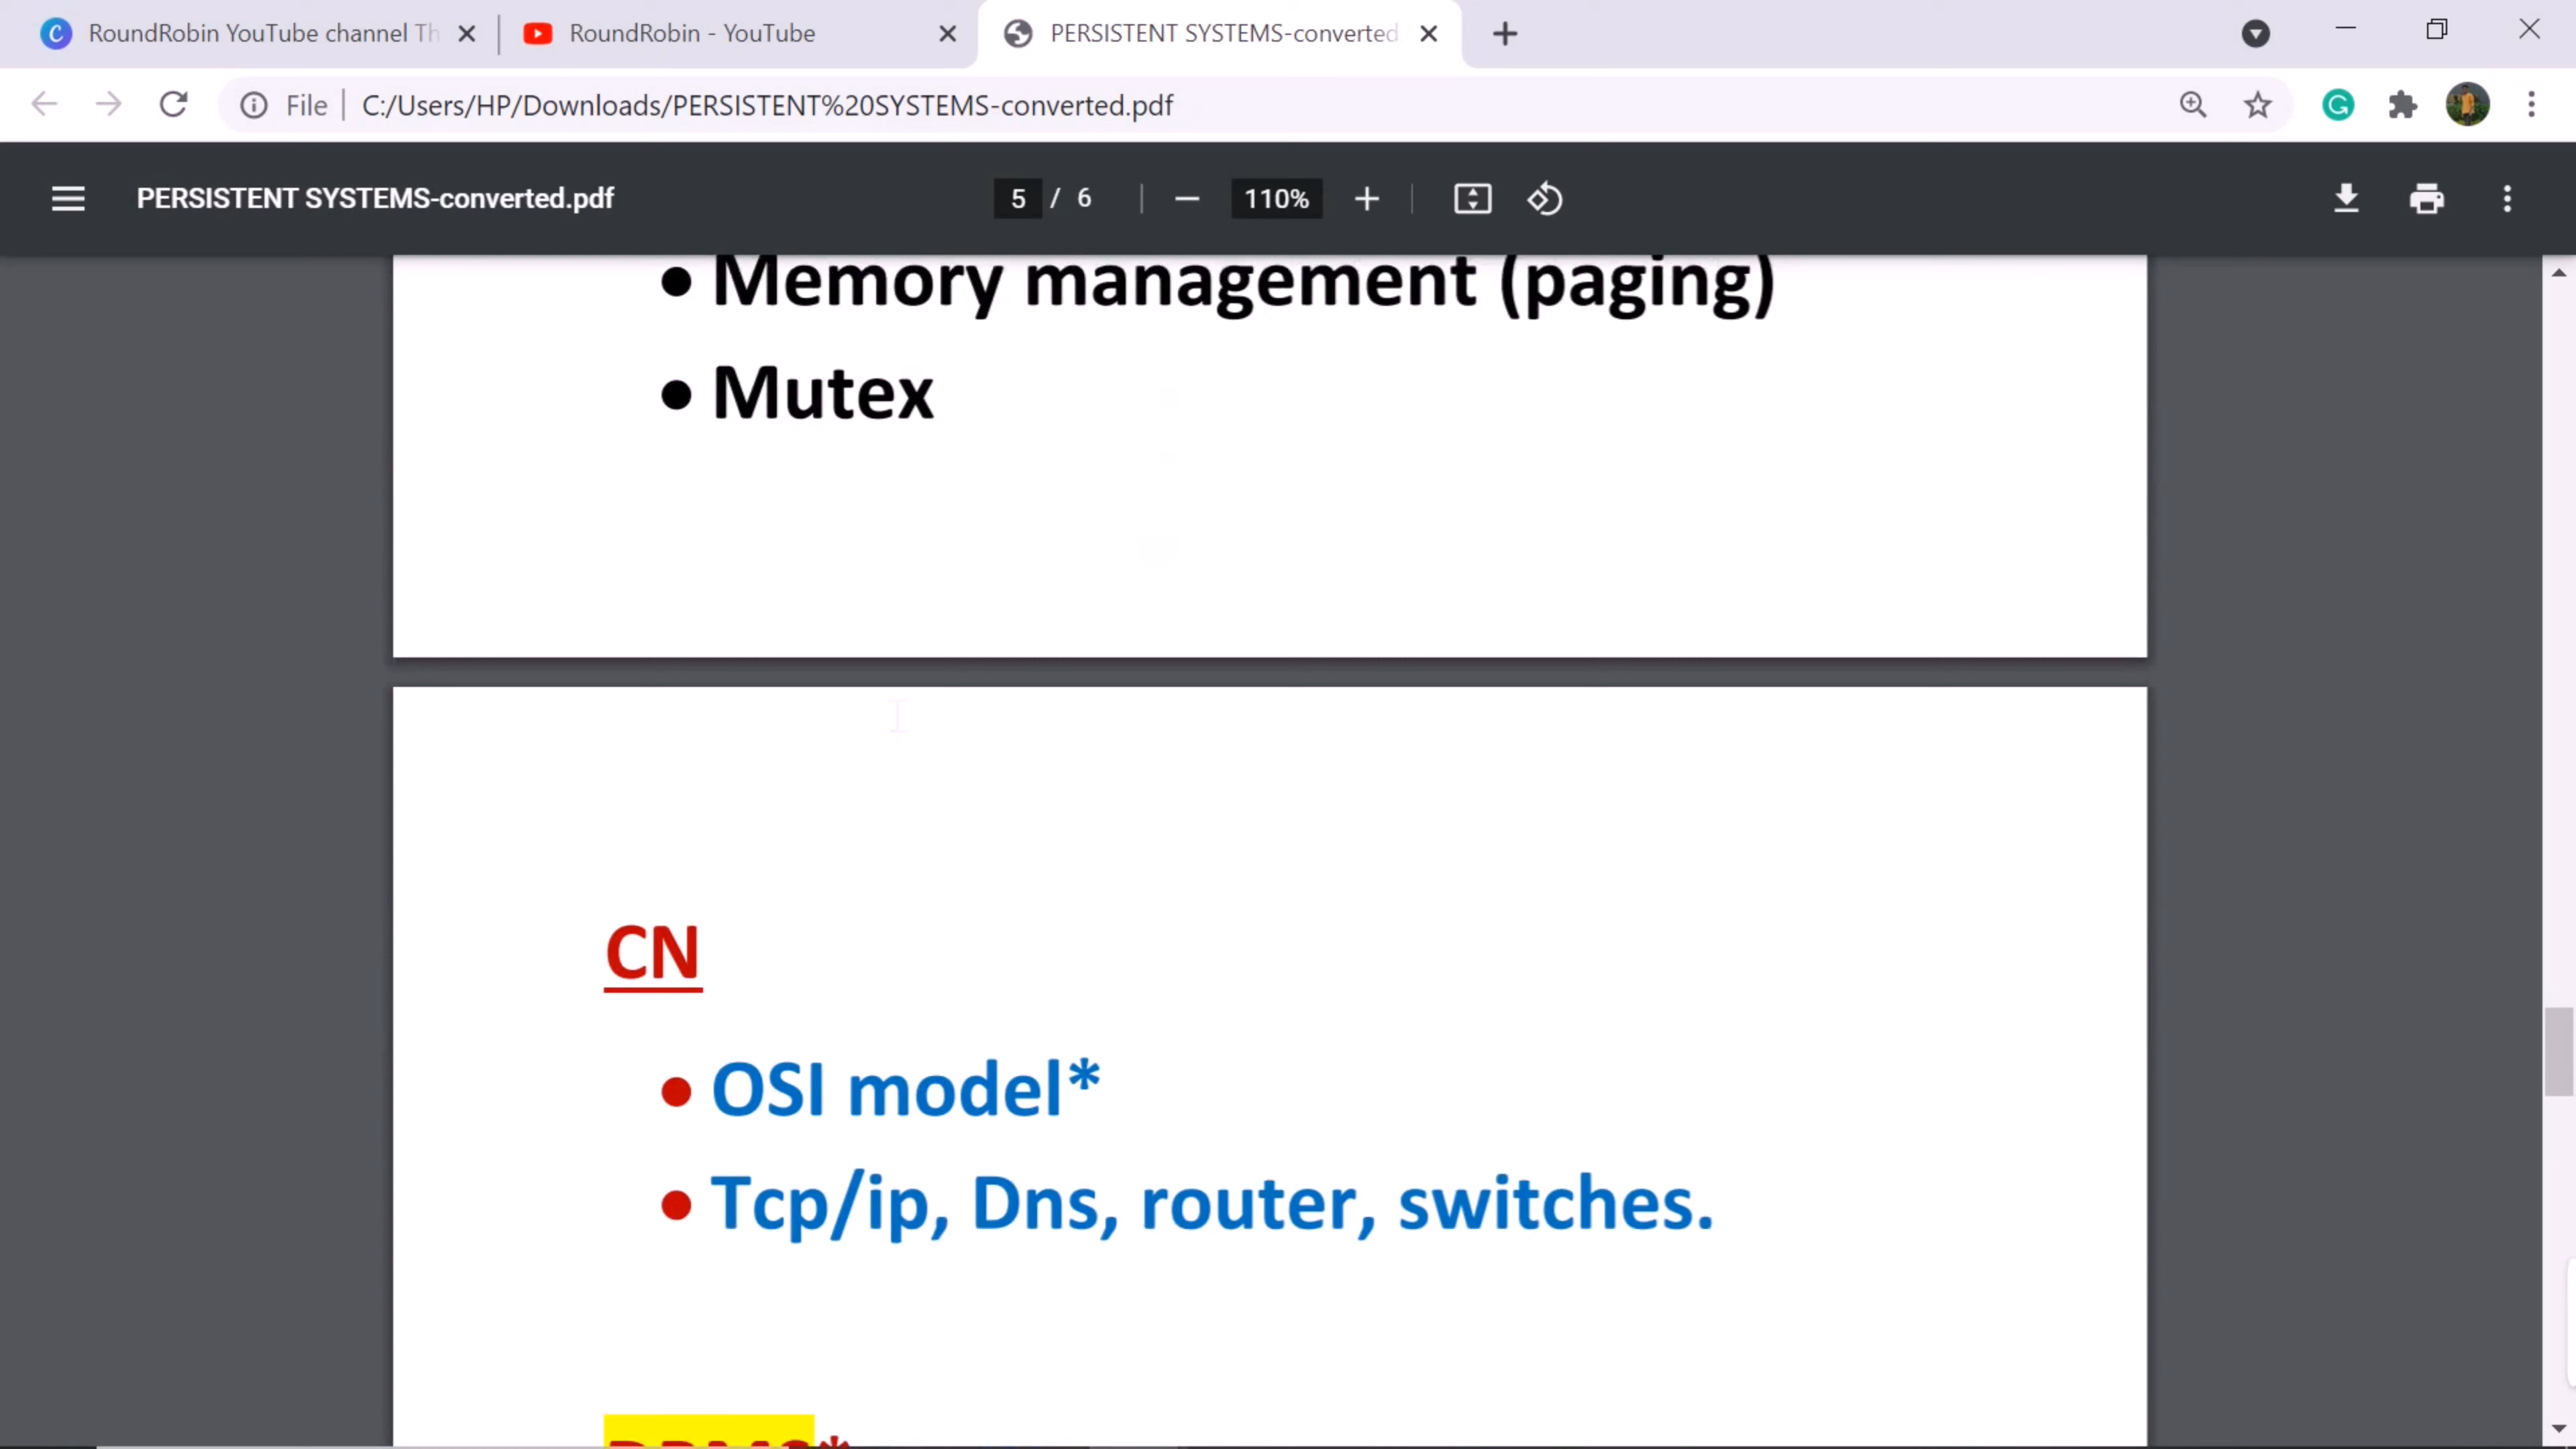 RoundRobin YouTube channel Th
RoundRobin - YouTube
PERSISTENT SYSTEMS-converted
File
C:/Users/HP/Downloads/PERSISTENT%20SYSTEMS-converted.pdf
PERSISTENT SYSTEMS-converted.pdf
5 / 6
110%
• Memory management (paging)
• Mutex
CN
• OSI model*
• Tcp/ip, Dns, router, switches.